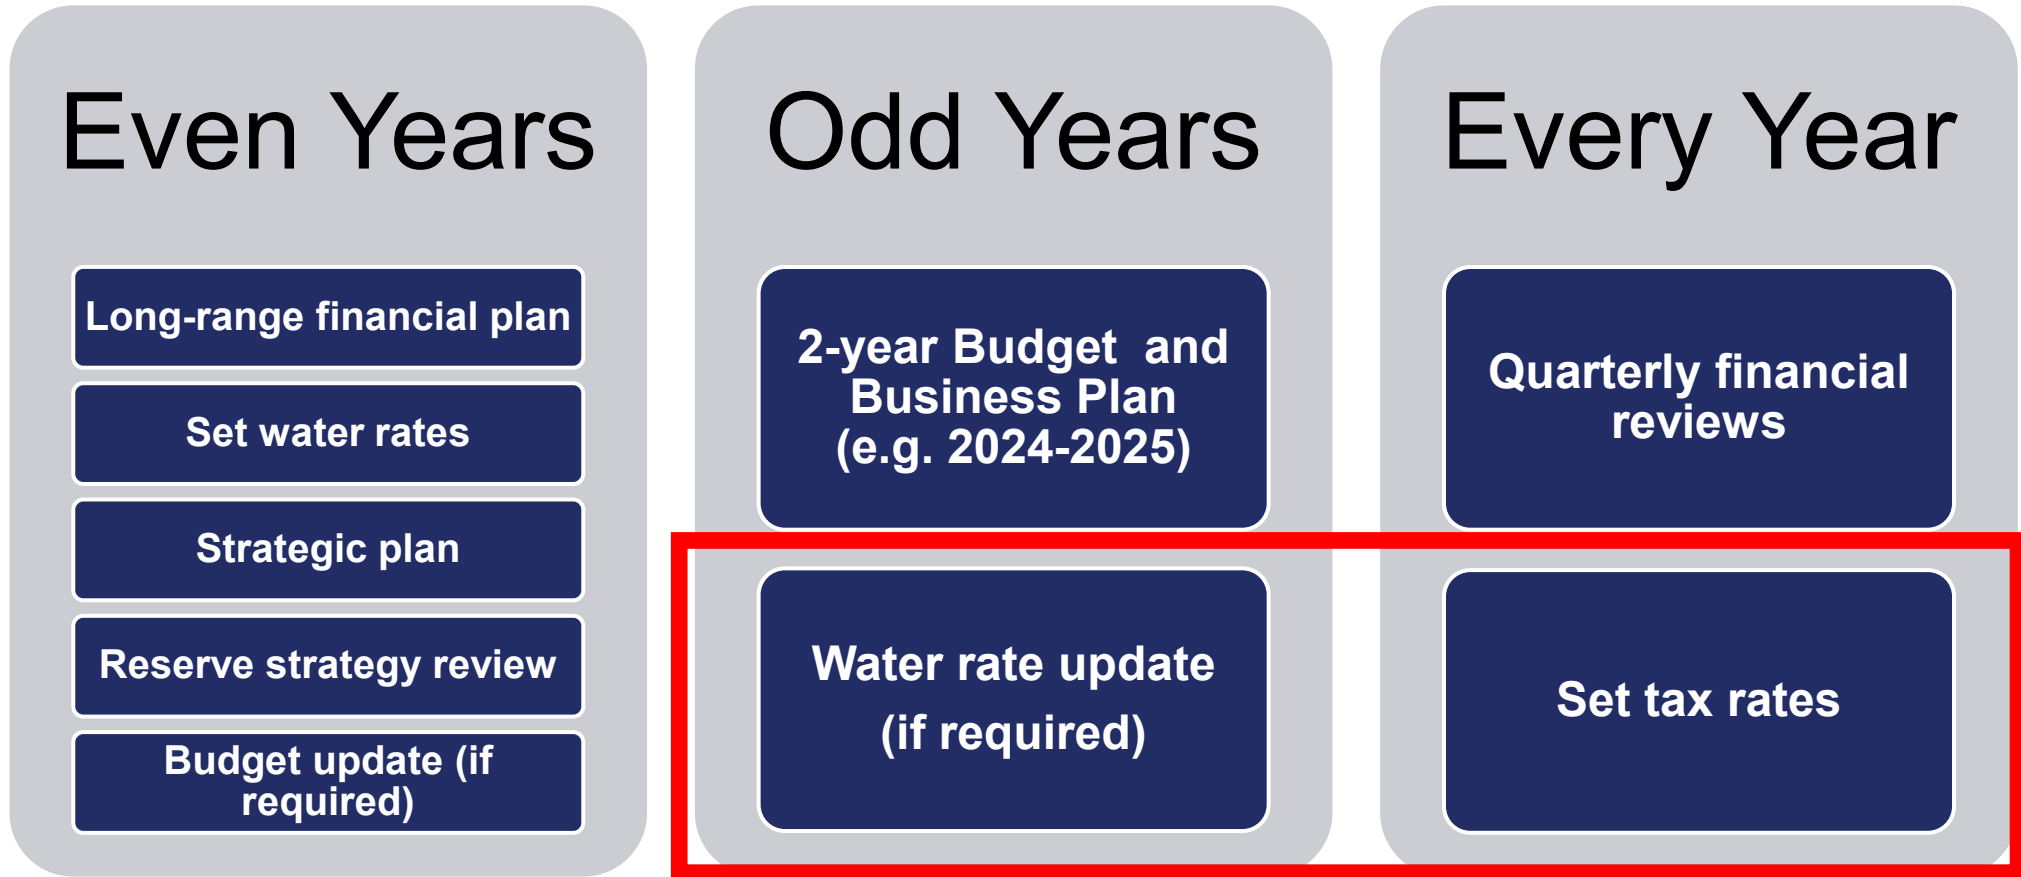 Even Years
Long-range financial plan
Set water rates
Strategic plan
Reserve strategy review
Budget update (if
required)
Odd Years
2-year Budget and
Business Plan
(e.g. 2024-2025)
Water rate update
(if required)
Every Year
Quarterly financial
reviews
Set tax rates